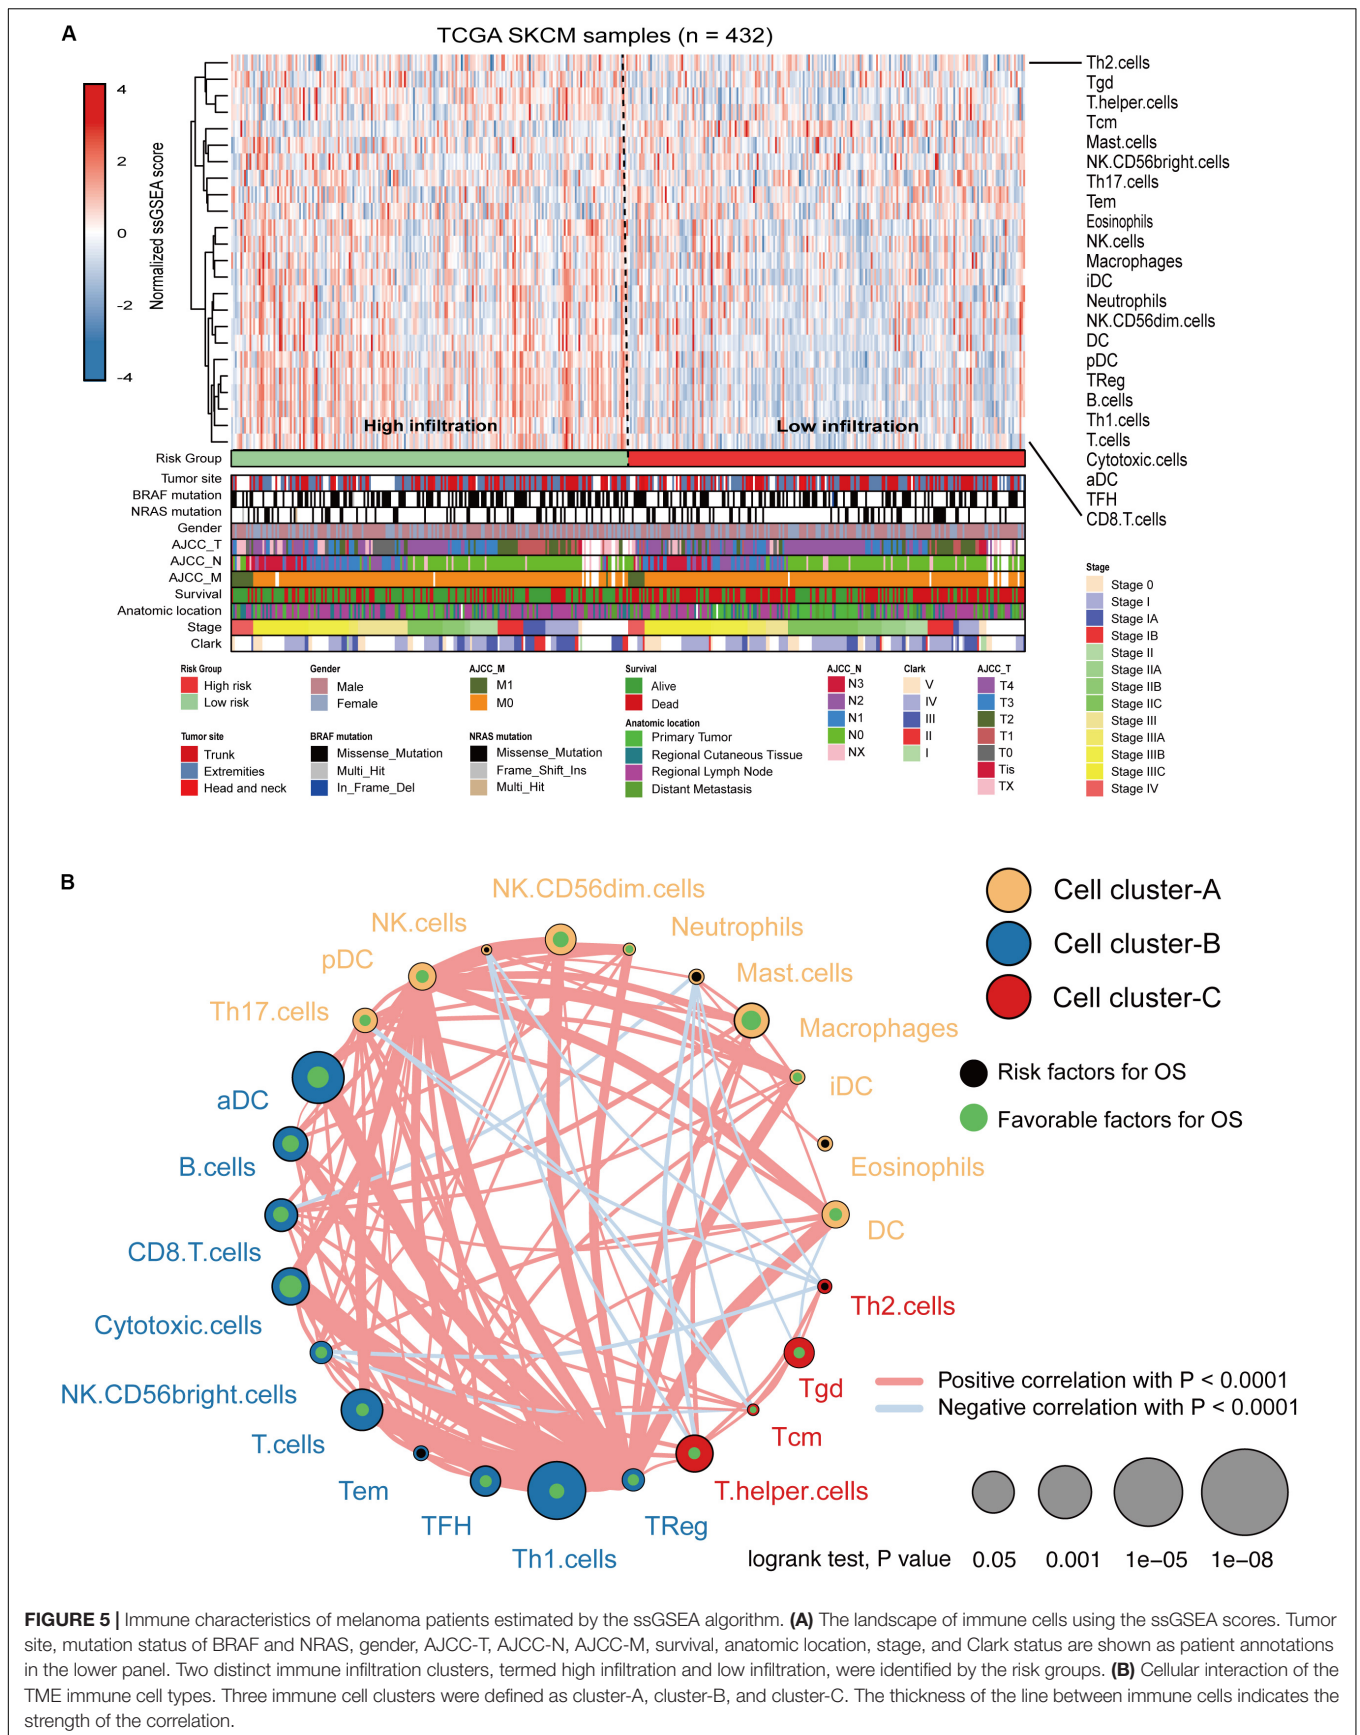 A
TCGA SKCM samples (n = 432)
4
2
0
-2
-4
Normalized ssGSEA score
Th2.cells
Tgd
T.helper.cells
Tcm
Mast.cells
NK.CD56bright.cells
Th17.cells
Tem
Eosinophils
NK.cells
Macrophages
iDC
Neutrophils
NK.CD56dim.cells
DC
pDC
TReg
B.cells
Th1.cells
T.cells
Cytotoxic.cells
aDC
TFH
CD8.T.cells
High infiltration
Low infiltration
Risk Group
Tumor site
BRAF mutation
NRAS mutation
Gender
AJCC_T
AJCC_N
AJCC_M
Survival
Anatomic location
Stage
Clark
Risk Group
High risk
Low risk
Gender
Male
Female
AJCC_M
M1
M0
Survival
Alive
Dead
AJCC_N
N3
N2
N1
N0
NX
Clark
V
IV
III
II
I
AJCC_T
T4
T3
T2
T1
T0
Tis
TX
Stage
Stage 0
Stage I
Stage IA
Stage IB
Stage II
Stage IIA
Stage IIB
Stage IIC
Stage III
Stage IIIA
Stage IIIB
Stage IIIC
Stage IV
Tumor site
Trunk
Extremities
Head and neck
BRAF mutation
Missense_Mutation
Multi_Hit
In_Frame_Del
NRAS mutation
Missense_Mutation
Frame_Shift_Ins
Multi_Hit
Anatomic location
Primary Tumor
Regional Cutaneous Tissue
Regional Lymph Node
Distant Metastasis
B
NK.CD56dim.cells
NK.cells
Neutrophils
pDC
Mast.cells
Th17.cells
Macrophages
aDC
iDC
B.cells
Eosinophils
CD8.T.cells
DC
Cytotoxic.cells
Th2.cells
NK.CD56bright.cells
Tgd
T.cells
Tcm
Tem
T.helper.cells
TFH
TReg
Th1.cells
Cell cluster-A
Cell cluster-B
Cell cluster-C
Risk factors for OS
Favorable factors for OS
Positive correlation with P < 0.0001
Negative correlation with P < 0.0001
logrank test, P value 0.05 0.001 1e−05 1e−08
FIGURE 5 | Immune characteristics of melanoma patients estimated by the ssGSEA algorithm. (A) The landscape of immune cells using the ssGSEA scores. Tumor
site, mutation status of BRAF and NRAS, gender, AJCC-T, AJCC-N, AJCC-M, survival, anatomic location, stage, and Clark status are shown as patient annotations
in the lower panel. Two distinct immune infiltration clusters, termed high infiltration and low infiltration, were identified by the risk groups. (B) Cellular interaction of the
TME immune cell types. Three immune cell clusters were defined as cluster-A, cluster-B, and cluster-C. The thickness of the line between immune cells indicates the
strength of the correlation.